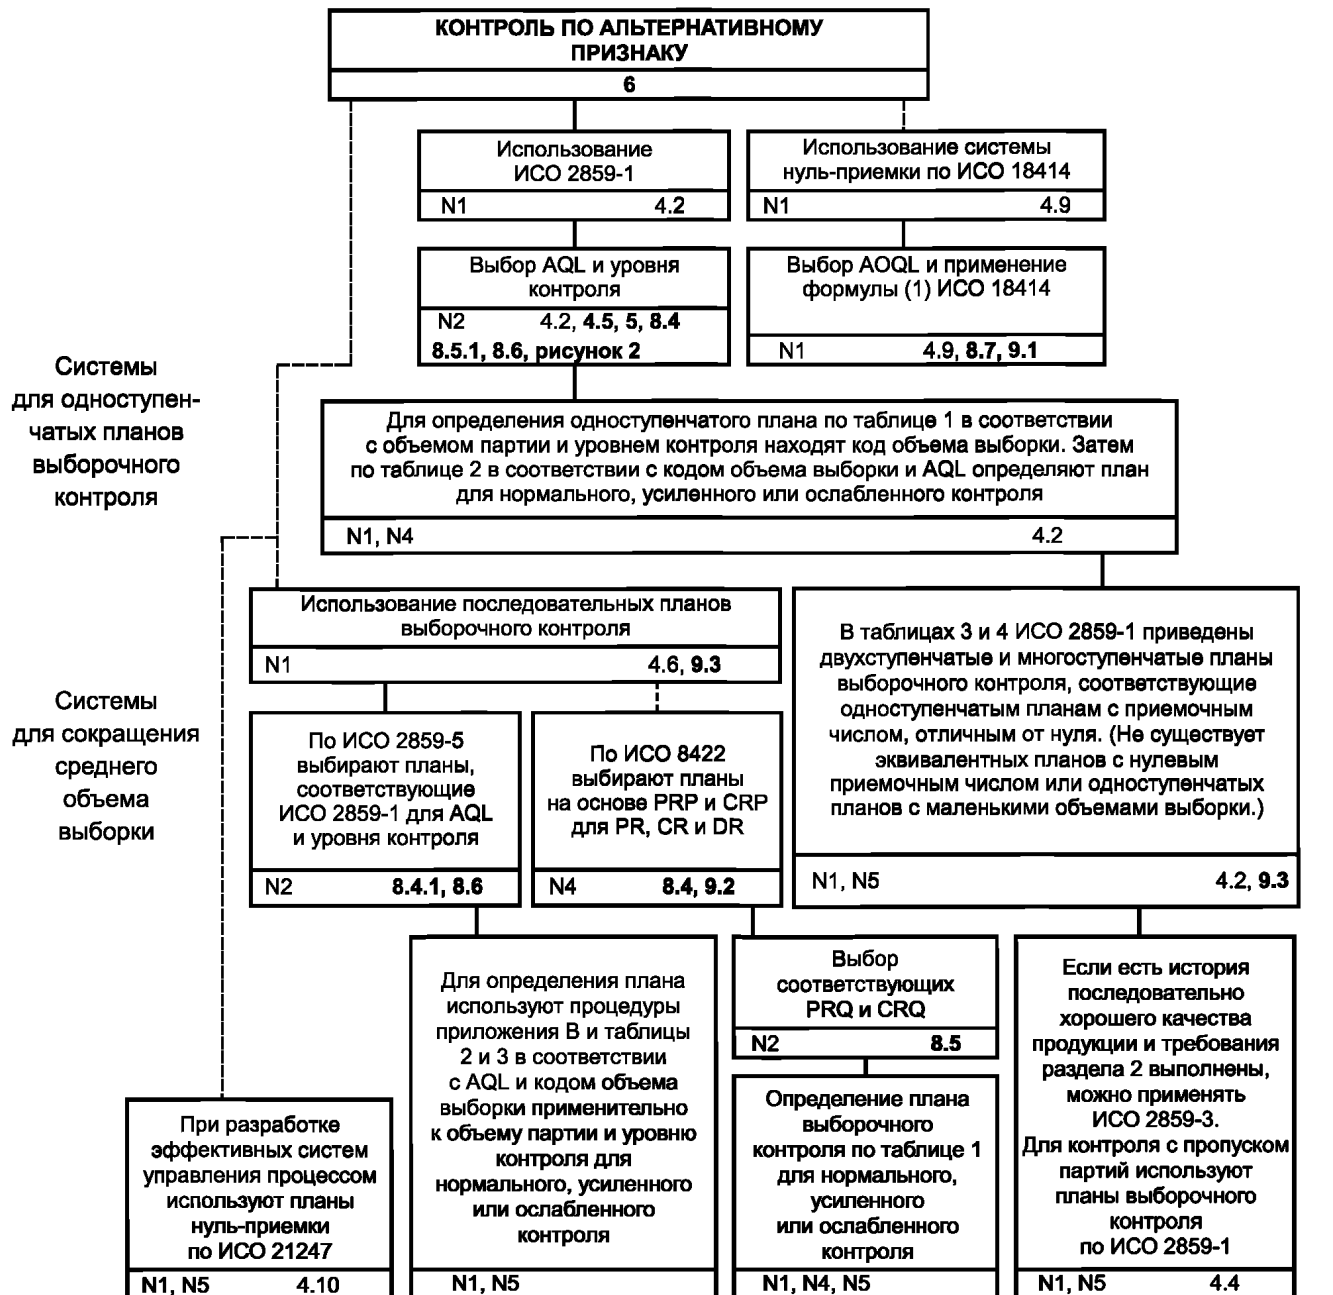 КОНТРОЛЬ ПО АЛЬТЕРНАТИВНОМУ
ПРИЗНАКУ
6
Использование
ИСО 2859-1
N1 4.2
Использование системы
нуль-приемки по ИСО 18414
N1 4.9
Выбор AQL и уровня
контроля
N2 4.2, 4.5, 5, 8.4
8.5.1, 8.6, рисунок 2
Выбор AOQL и применение
формулы (1) ИСО 18414
N1 4.9, 8.7, 9.1
Системы
для одноступен-
чатых планов
выборочного
контроля
Для определения одноступенчатого плана по таблице 1 в соответствии
с объемом партии и уровнем контроля находят код объема выборки. Затем
по таблице 2 в соответствии с кодом объема выборки и AQL определяют план
для нормального, усиленного или ослабленного контроля
N1, N4 4.2
Использование последовательных планов
выборочного контроля
N1 4.6, 9.3
В таблицах 3 и 4 ИСО 2859-1 приведены
двухступенчатые и многоступенчатые планы
выборочного контроля, соответствующие
одноступенчатым планам с приемочным
числом, отличным от нуля. (Не существует
эквивалентных планов с нулевым
приемочным числом или одноступенчатых
планов с маленькими объемами выборки.)
N1, N5 4.2, 9.3
Системы
для сокращения
среднего
объема
выборки
По ИСО 2859-5
выбирают планы,
соответствующие
ИСО 2859-1 для AQL
и уровня контроля
N2 8.4.1, 8.6
По ИСО 8422
выбирают планы
на основе PRP и CRP
для PR, CR и DR
N4 8.4, 9.2
При разработке
эффективных систем
управления процессом
используют планы
нуль-приемки
по ИСО 21247
N1, N5 4.10
Для определения плана
используют процедуры
приложения В и таблицы
2 и 3 в соответствии
с AQL и кодом объема
выборки применительно
к объему партии и уровню
контроля для
нормального, усиленного
или ослабленного
контроля
N1, N5
Выбор
соответствующих
PRQ и CRQ
N2 8.5
Определение плана
выборочного
контроля по таблице 1
для нормального,
усиленного
или ослабленного
контроля
N1, N4, N5
Если есть история
последовательно
хорошего качества
продукции и требования
раздела 2 выполнены,
можно применять
ИСО 2859-3.
Для контроля с пропуском
партий используют
планы выборочного
контроля
по ИСО 2859-1
N1, N5 4.4